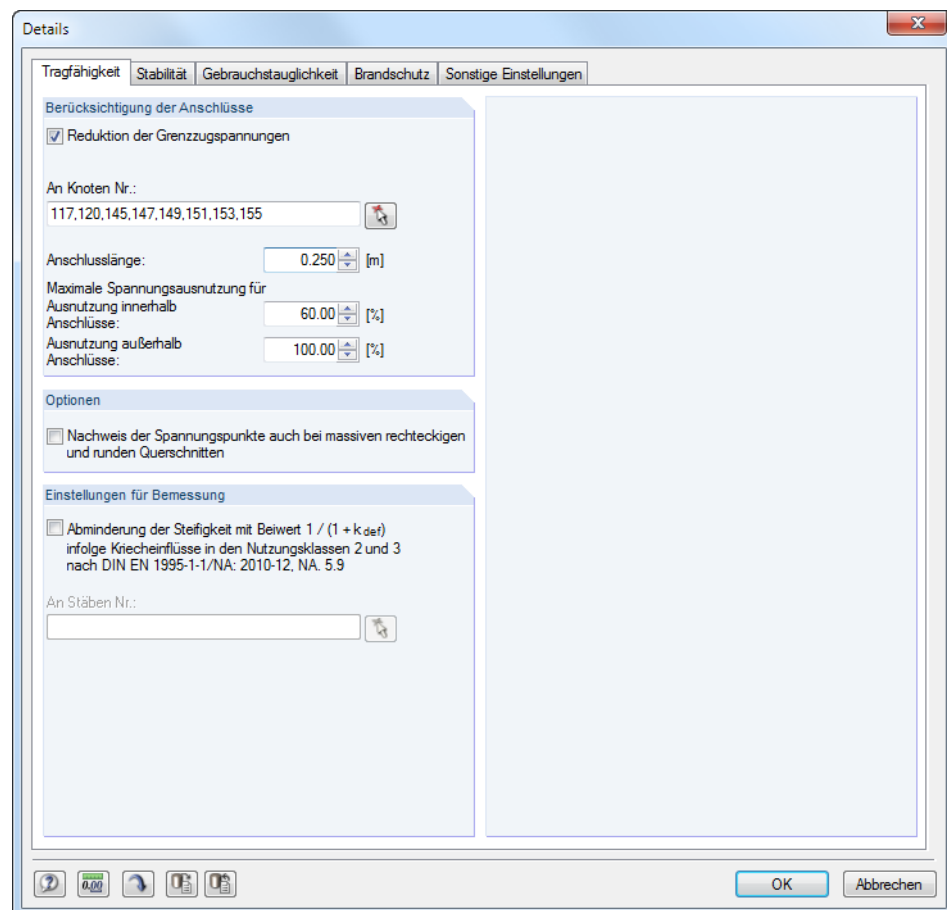 Details
Tragfähigkeit
Stabilität
Gebrauchstauglichkeit
Brandschutz
Sonstige Einstellungen
Berücksichtigung der Anschlüsse
Reduktion der Grenzzugspannungen
An Knoten Nr.:
117,120,145,147,149,151,153,155
Anschlusslänge: 0.250 [m]
Maximale Spannungsausnutzung für
Ausnutzung innerhalb
Anschlüsse: 60.00 [%]
Ausnutzung außerhalb
Anschlüsse: 100.00 [%]
Optionen
Nachweis der Spannungspunkte auch bei massiven rechteckigen
und runden Querschnitten
Einstellungen für Bemessung
Abminderung der Steifigkeit mit Beiwert 1 / (1 + kdef)
infolge Kriecheinflüsse in den Nutzungsklassen 2 und 3
nach DIN EN 1995-1-1/NA: 2010-12, NA. 5.9
An Stäben Nr.:
0.00
OK
Abbrechen